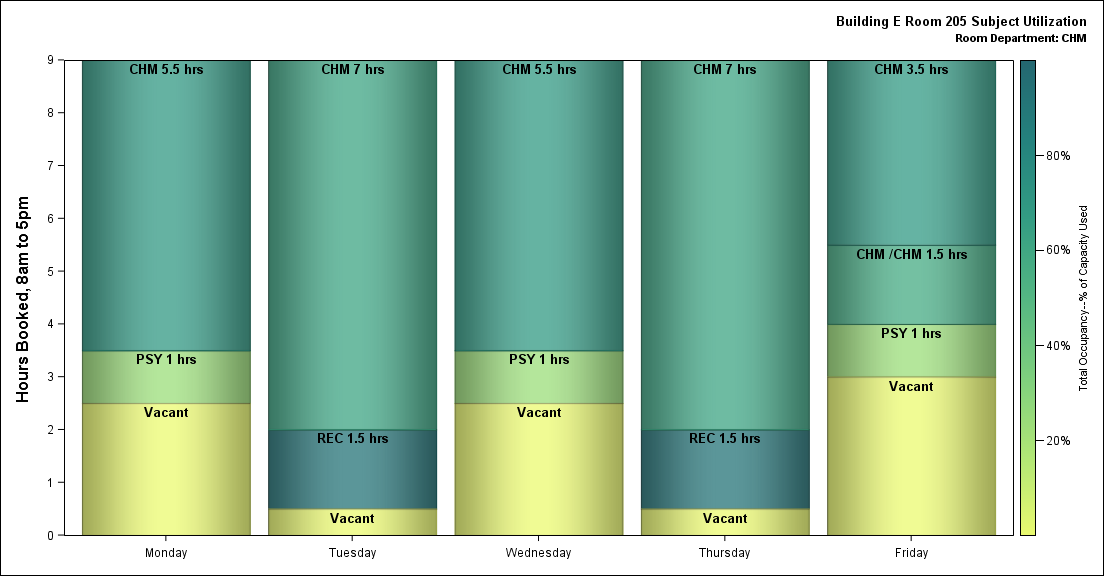 Building E Room 205 Subject Utilization
Room Department: CHM
Hours Booked, 8am to 5pm
9
8
7
6
5
4
3
2
1
0
CHM 5.5 hrs
PSY 1 hrs
Vacant
CHM 7 hrs
REC 1.5 hrs
Vacant
CHM 5.5 hrs
PSY 1 hrs
Vacant
CHM 7 hrs
REC 1.5 hrs
Vacant
CHM 3.5 hrs
CHM /CHM 1.5 hrs
PSY 1 hrs
Vacant
Monday
Tuesday
Wednesday
Thursday
Friday
80%
60%
40%
20%
Total Occupancy--% of Capacity Used